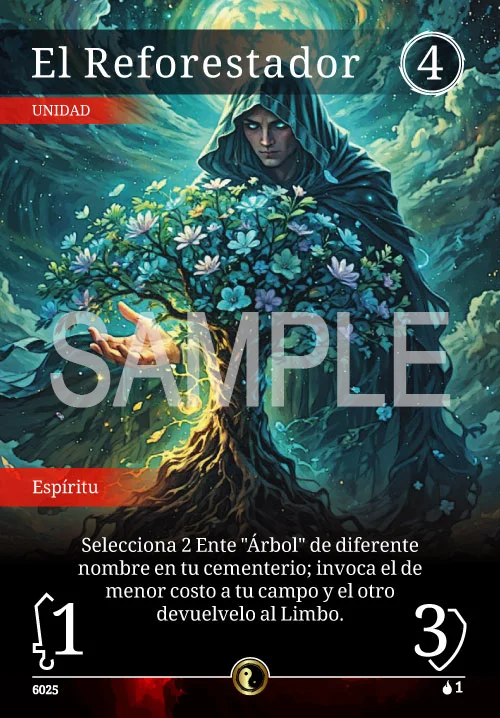 El Reforestador
4
UNIDAD
SAMPLE
Espíritu
Selecciona 2 Ente "Árbol" de diferente
nombre en tu cementerio; invoca el de
menor costo a tu campo y el otro
devuelvelo al Limbo.
1
3
6025
1